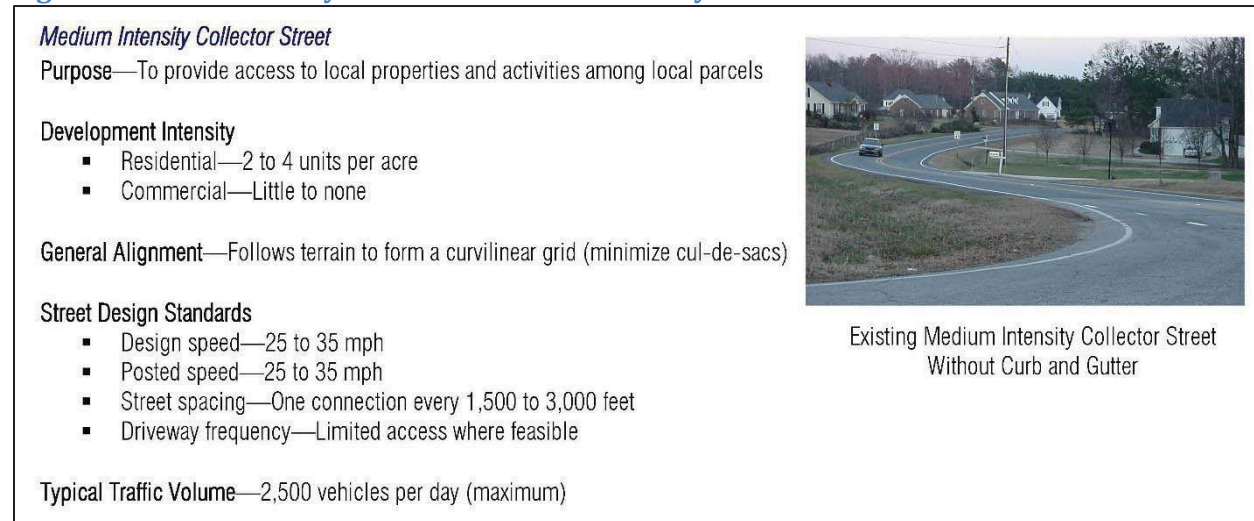 Medium Intensity Collector Street
Purpose—To provide access to local properties and activities among local parcels
Development Intensity
▪ Residential—2 to 4 units per acre
▪ Commercial—Little to none
General Alignment—Follows terrain to form a curvilinear grid (minimize cul-de-sacs)
Street Design Standards
▪ Design speed—25 to 35 mph
▪ Posted speed—25 to 35 mph
▪ Street spacing—One connection every 1,500 to 3,000 feet
▪ Driveway frequency—Limited access where feasible
Typical Traffic Volume—2,500 vehicles per day (maximum)
Existing Medium Intensity Collector Street
Without Curb and Gutter